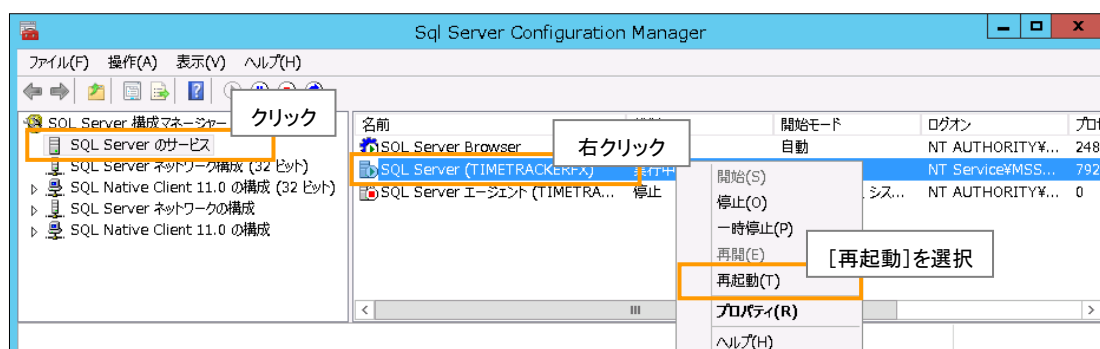 Sql Server Configuration Manager
ファイル(F) 操作(A) 表示(V) ヘルプ(H)
クリック
SQL Server 構成マネージャー
SQL Server のサービス
SQL Server ネットワーク構成 (32 ビット)
SQL Native Client 11.0 の構成 (32 ビット)
SQL Server ネットワークの構成
SQL Native Client 11.0 の構成
名前 開始モード ログオン
右クリック
SQL Server Browser 自動 NT AUTHORITY¥... 248
SQL Server (TIMETRACKERFX) 実行中 NT Service¥MSS... 792
SQL Server エージェント (TIMETRA... 停止 シス... NT AUTHORITY¥... 0
開始(S)
停止(O)
一時停止(P)
再開(E)
[再起動]を選択
再起動(T)
プロパティ(R)
ヘルプ(H)